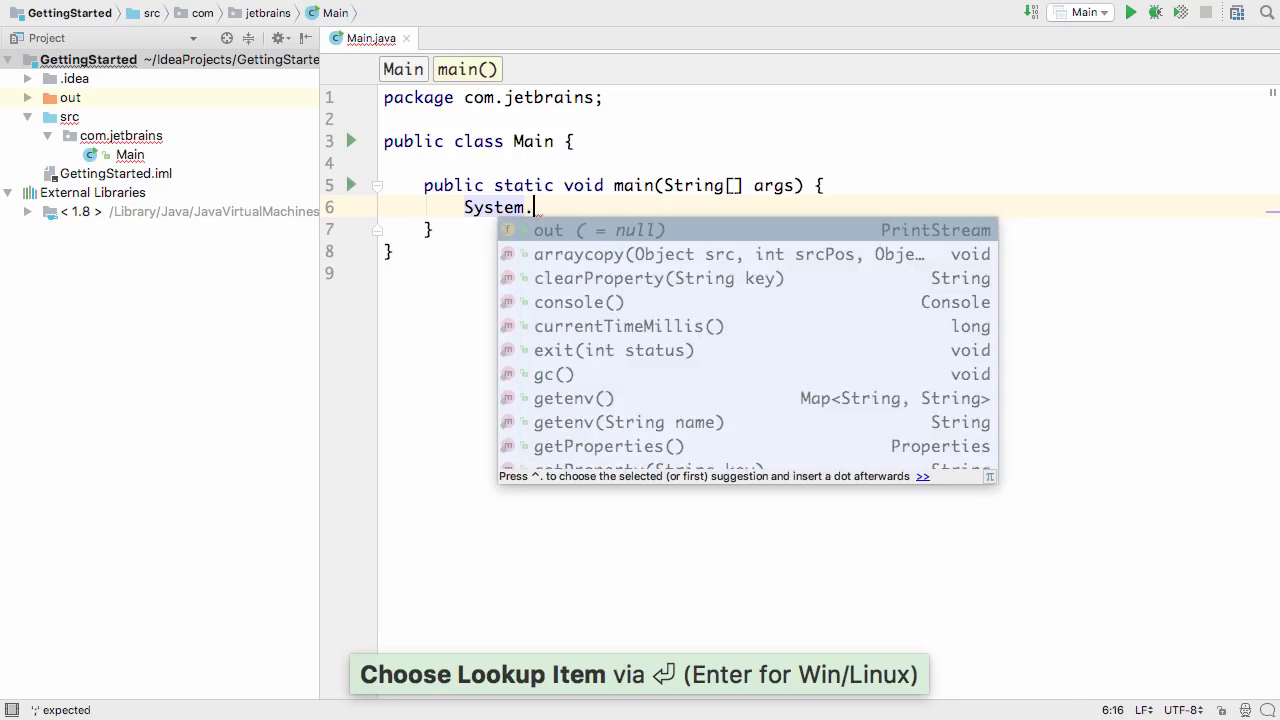 GettingStarted src com jetbrains Main
Main
Project
Main.java
GettingStarted ~/IdeaProjects/GettingStarte
.idea
out
src
com.jetbrains
Main
GettingStarted.iml
External Libraries
< 1.8 > /Library/Java/JavaVirtualMachines
Main main()
1 package com.jetbrains;
2
3 public class Main {
4
5 public static void main(String[] args) {
6 System.
7 }
8 }
9
out ( = null) PrintStream
arraycopy(Object src, int srcPos, Obje… void
clearProperty(String key) String
console() Console
currentTimeMillis() long
exit(int status) void
gc() void
getenv() Map<String, String>
getenv(String name) String
getProperties() Properties
getProperty(String key) String
Press ^. to choose the selected (or first) suggestion and insert a dot afterwards >>
π
Choose Lookup Item via ⏎ (Enter for Win/Linux)
';' expected
6:16 LF÷ UTF-8÷